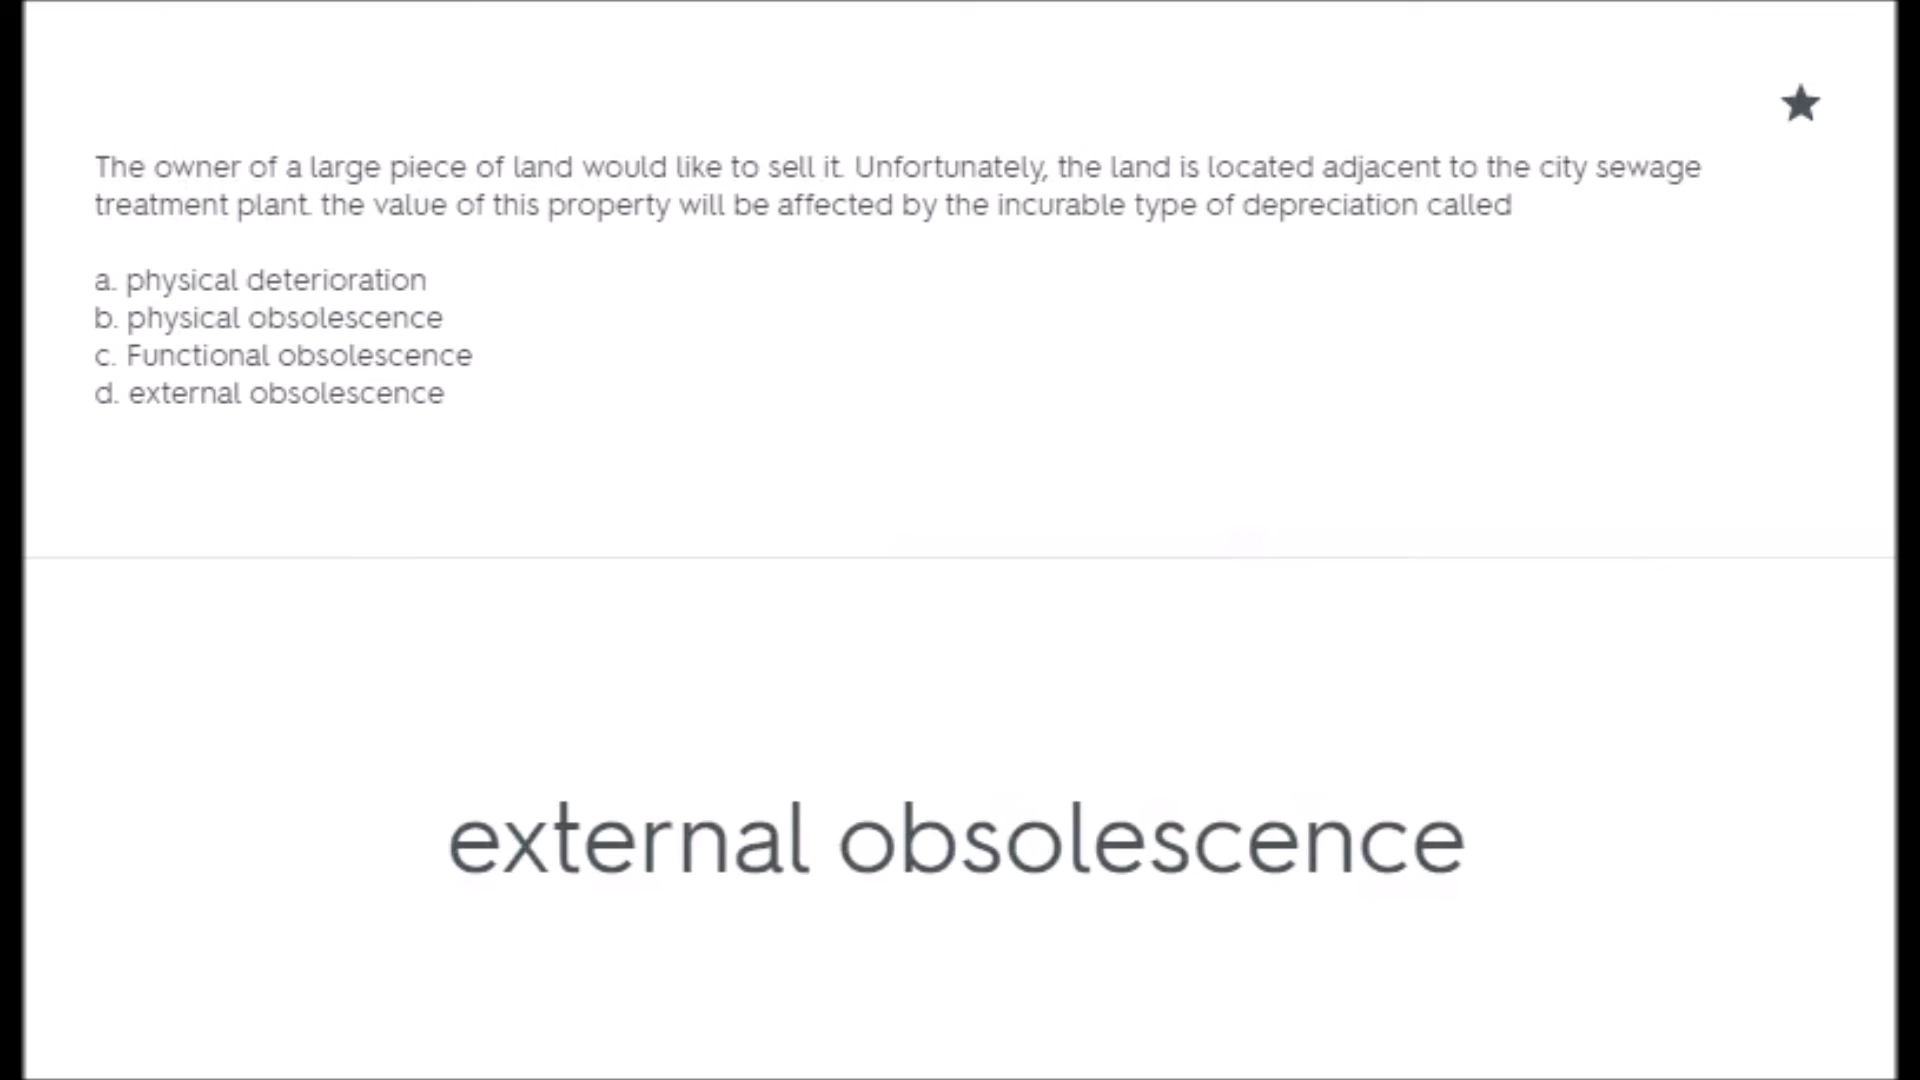 The owner of a large piece of land would like to sell it. Unfortunately, the land is located adjacent to the city sewage
treatment plant. the value of this property will be affected by the incurable type of depreciation called
a. physical deterioration
b. physical obsolescence
c. Functional obsolescence
d. external obsolescence
external obsolescence